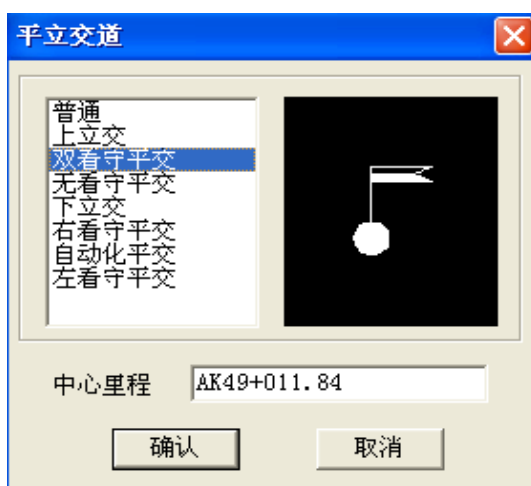 平立交道
普通
上立交
双看守平交
无看守平交
下立交
右看守平交
自动化平交
左看守平交
中心里程 AK49+011.84
确认 取消